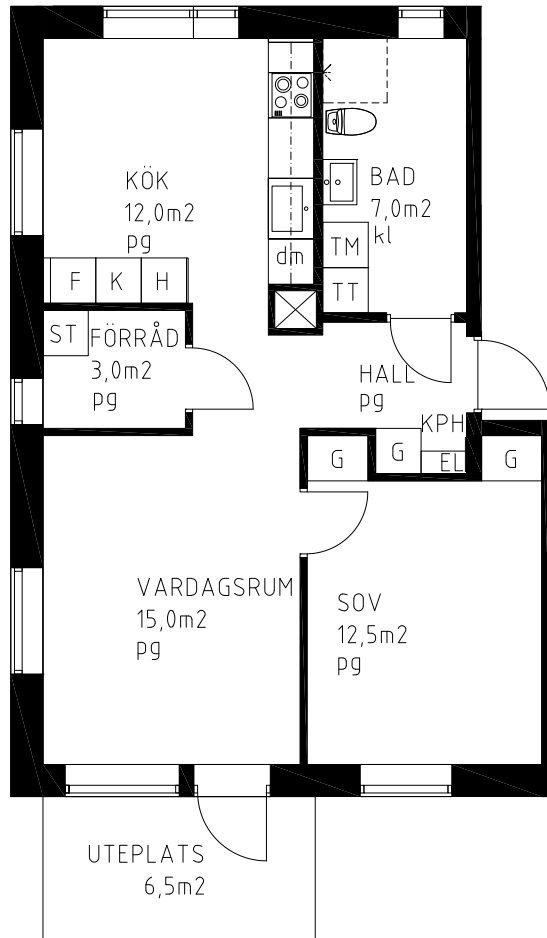 KÖK
12,0m2
pg
BAD
7,0m2
kl
dm
TM
TT
F K H
ST
FÖRRÅD
3,0m2
pg
HALL
pg
KPH
G
G
EL
G
VARDAGSRUM
15,0m2
pg
SOV
12,5m2
pg
UTEPLATS
6,5m2